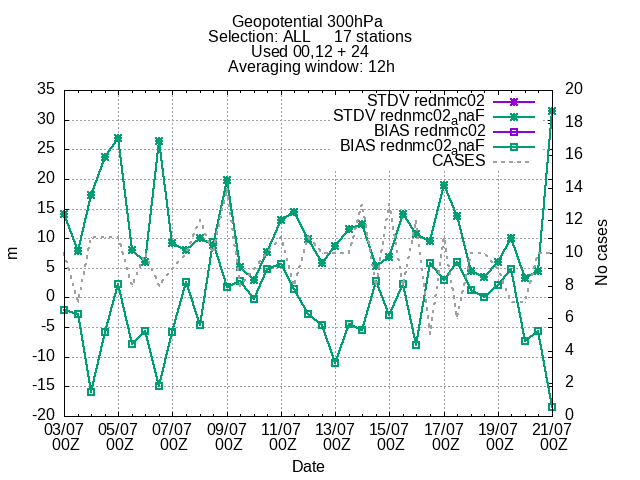 Geopotential 300hPa
Selection: ALL 17 stations
Used 00,12 + 24
Averaging window: 12h
STDV rednmc02
STDV rednmc02anaF
BIAS rednmc02
BIAS rednmc02anaF
CASES
35
30
25
20
15
10
5
0
-5
-10
-15
-20
m
20
18
16
14
12
10
8
6
4
2
0
No cases
03/07 05/07 07/07 09/07 11/07 13/07 15/07 17/07 19/07 21/07
00Z 00Z 00Z 00Z 00Z 00Z 00Z 00Z 00Z 00Z
Date